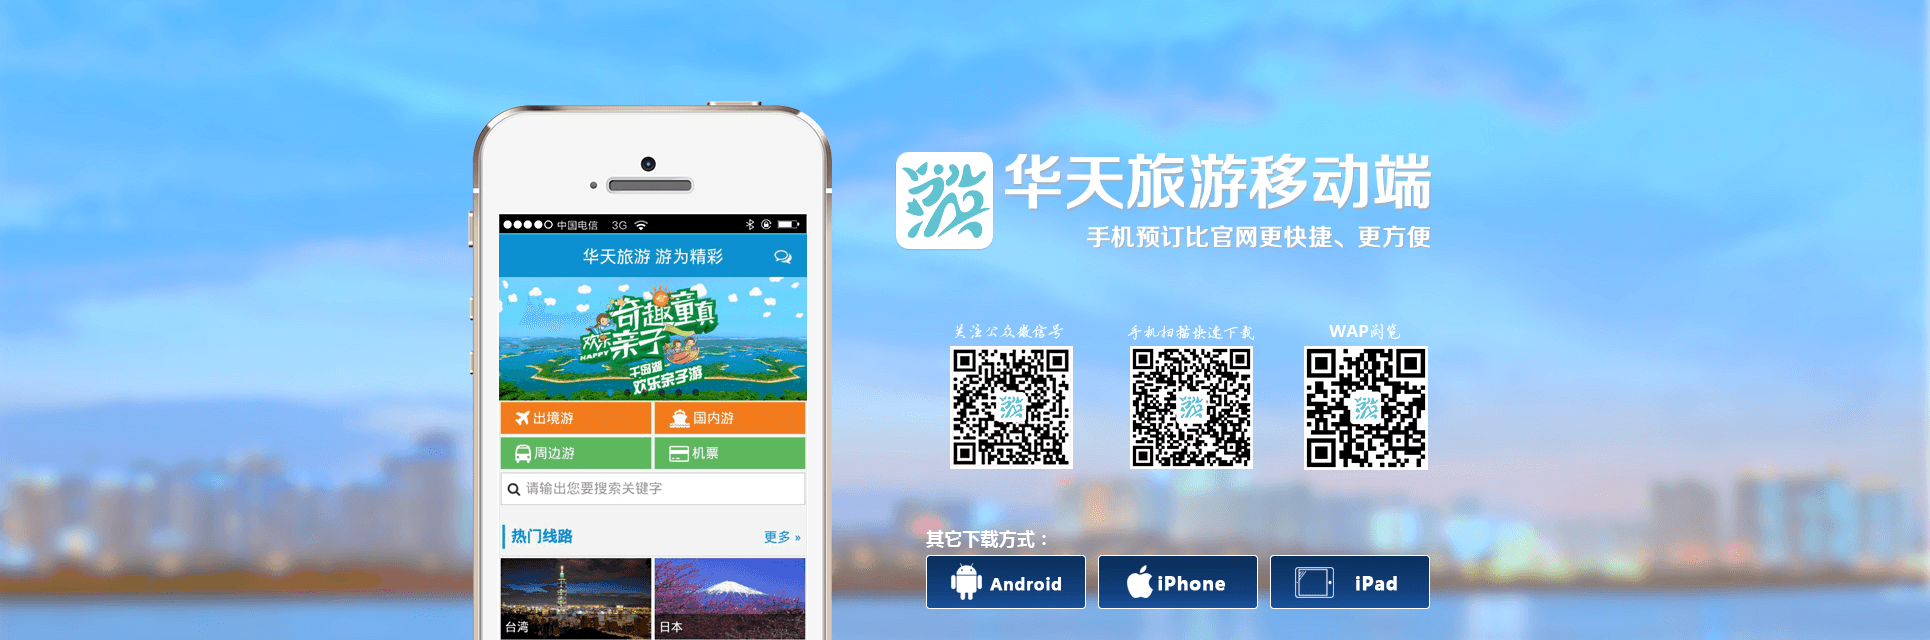 中国电信 3G
华天旅游 游为精彩
奇趣童真
欢乐亲子
HAPPY
千岛湖
欢乐亲子游
出境游
国内游
周边游
机票
请输出您要搜索关键字
热门线路
更多 »
台湾
日本
游
华天旅游移动端
手机预订比官网更快捷、更方便
关注公众微信号
手机扫描快速下载
WAP浏览
其它下载方式：
Android
iPhone
iPad